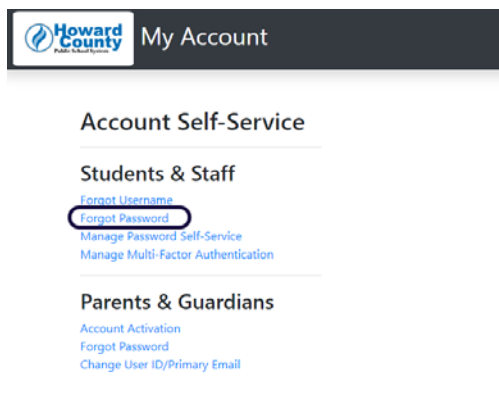 Howard
County
Public School System
My Account
Account Self-Service
Students & Staff
Forgot Username
Forgot Password
Manage Password Self-Service
Manage Multi-Factor Authentication
Parents & Guardians
Account Activation
Forgot Password
Change User ID/Primary Email